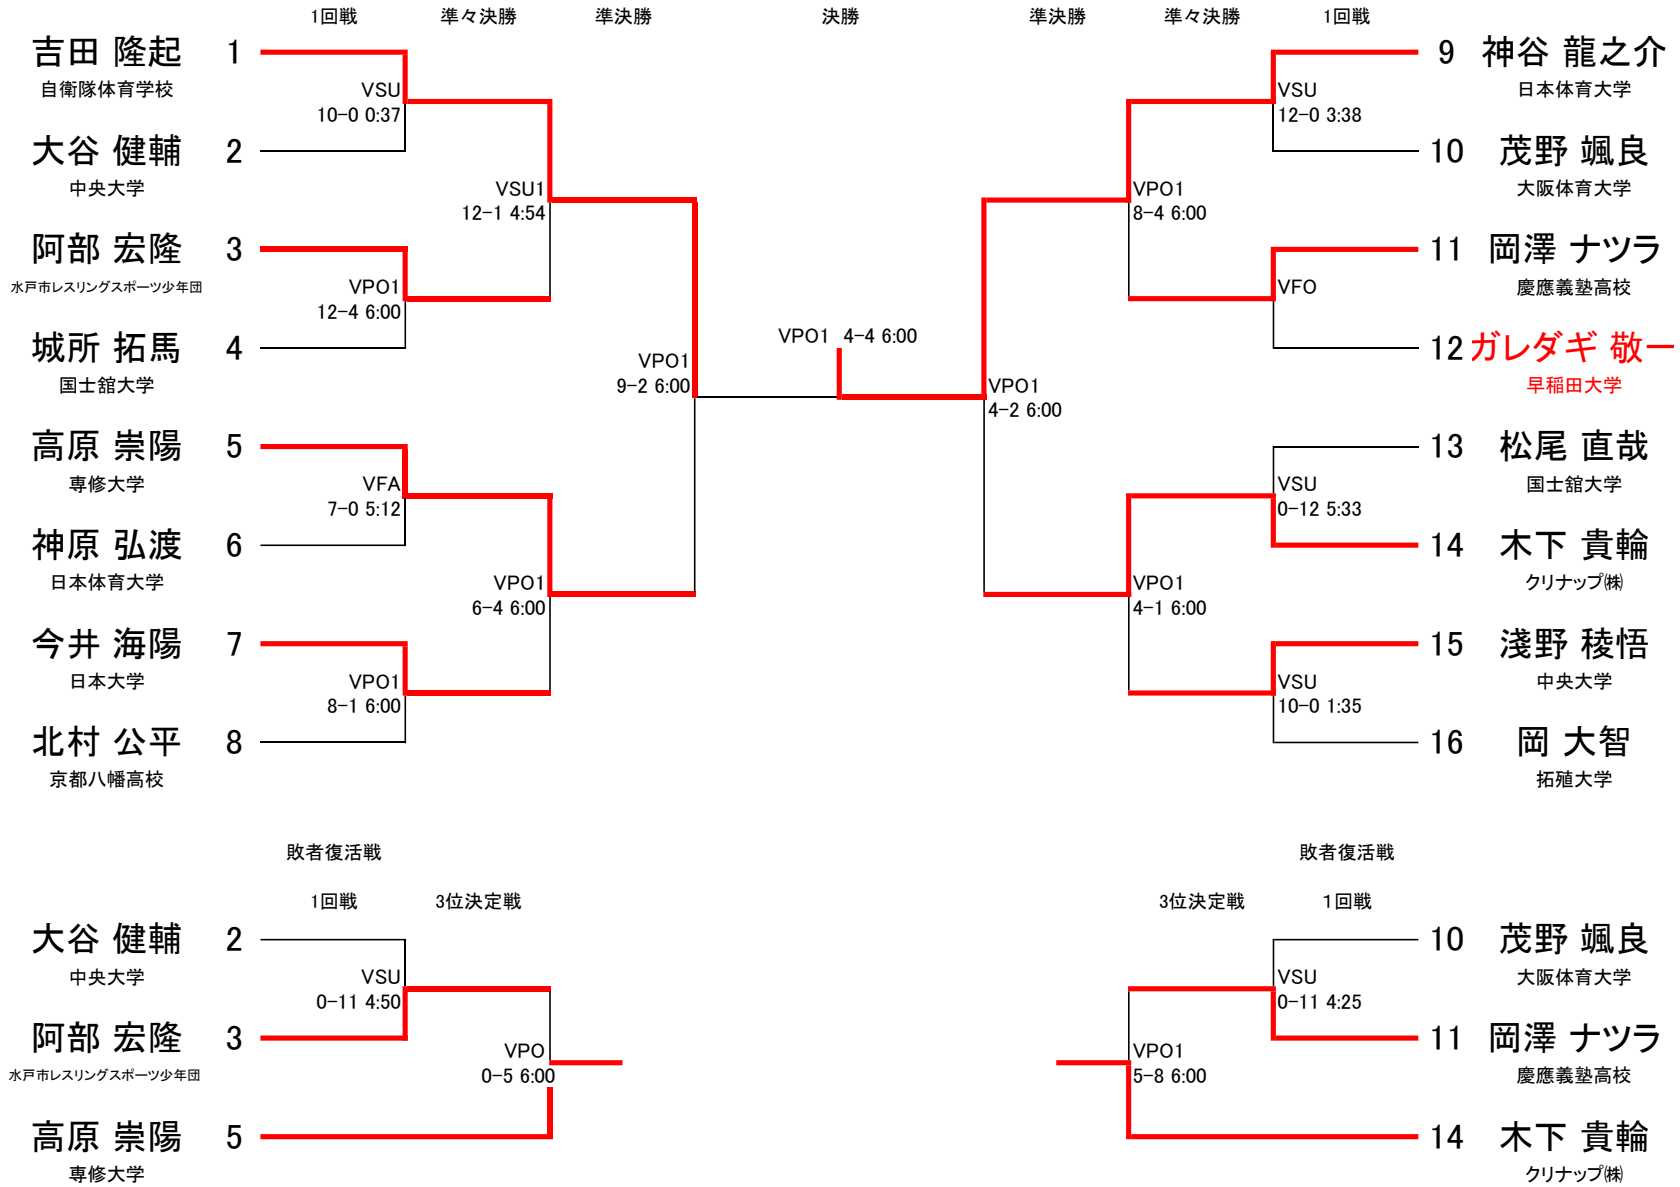 1回戦 準々決勝 準決勝 決勝 準決勝 準々決勝 1回戦
吉田 隆起 1
自衛隊体育学校
VSU
10-0 0:37
大谷 健輔 2
中央大学
VSU1
12-1 4:54
阿部 宏隆 3
水戸市レスリングスポーツ少年団
VPO1
12-4 6:00
城所 拓馬 4
国士舘大学
VPO1
9-2 6:00
高原 崇陽 5
専修大学
VFA
7-0 5:12
神原 弘渡 6
日本体育大学
VPO1
6-4 6:00
今井 海陽 7
日本大学
VPO1
8-1 6:00
北村 公平 8
京都八幡高校
VPO1 4-4 6:00
9 神谷 龍之介
日本体育大学
VSU
12-0 3:38
10 茂野 颯良
大阪体育大学
VPO1
8-4 6:00
11 岡澤 ナツラ
慶應義塾高校
VFO
12 ガレダギ 敬一
早稲田大学
VPO1
4-2 6:00
13 松尾 直哉
国士舘大学
VSU
0-12 5:33
14 木下 貴輪
クリナップ㈱
VPO1
4-1 6:00
15 淺野 稜悟
中央大学
VSU
10-0 1:35
16 岡 大智
拓殖大学
敗者復活戦
1回戦 3位決定戦
大谷 健輔 2
中央大学
VSU
0-11 4:50
阿部 宏隆 3
水戸市レスリングスポーツ少年団
VPO
0-5 6:00
高原 崇陽 5
専修大学
敗者復活戦
3位決定戦 1回戦
10 茂野 颯良
大阪体育大学
VSU
0-11 4:25
11 岡澤 ナツラ
慶應義塾高校
VPO1
5-8 6:00
14 木下 貴輪
クリナップ㈱